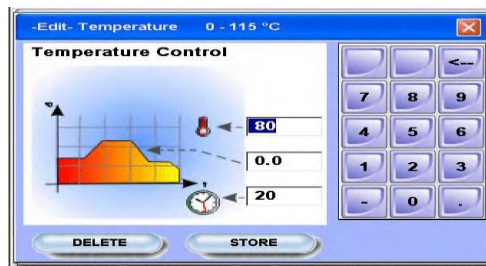 -Edit- Temperature 0 - 115 °C
Temperature Control
<--
7 8 9
80
4 5 6
0.0
1 2 3
20
- 0 .
DELETE STORE